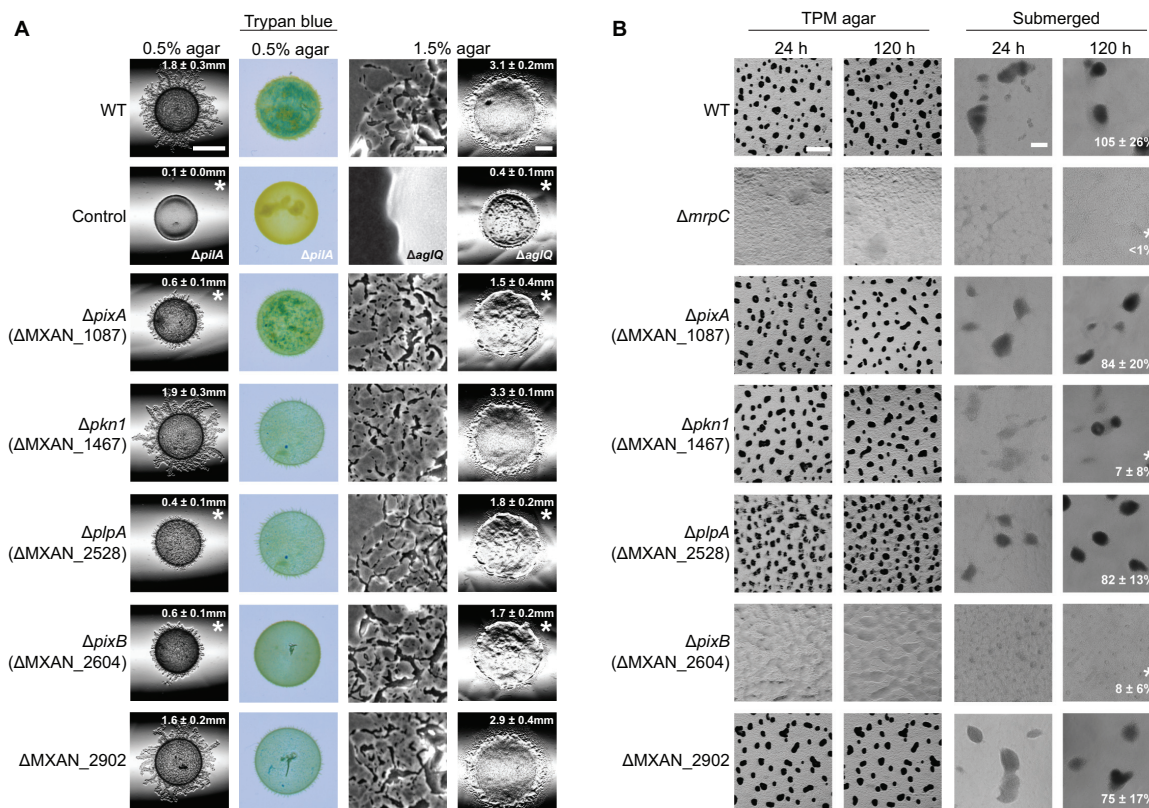 A
Trypan blue
0.5% agar
0.5% agar
1.5% agar
WT
1.8 ± 0.3mm
3.1 ± 0.2mm
Control
0.1 ± 0.0mm
*
ΔpilA
ΔpilA
ΔaglQ
0.4 ± 0.1mm
*
ΔaglQ
ΔpixA
(ΔMXAN_1087)
0.6 ± 0.1mm
*
1.5 ± 0.4mm
*
Δpkn1
(ΔMXAN_1467)
1.9 ± 0.3mm
3.3 ± 0.1mm
ΔplpA
(ΔMXAN_2528)
0.4 ± 0.1mm
*
1.8 ± 0.2mm
*
ΔpixB
(ΔMXAN_2604)
0.6 ± 0.1mm
*
1.7 ± 0.2mm
*
ΔMXAN_2902
1.6 ± 0.2mm
2.9 ± 0.4mm
B
TPM agar
Submerged
24 h
120 h
24 h
120 h
WT
105 ± 26%
ΔmrpC
*
<1%
ΔpixA
(ΔMXAN_1087)
84 ± 20%
Δpkn1
(ΔMXAN_1467)
*
7 ± 8%
ΔplpA
(ΔMXAN_2528)
82 ± 13%
ΔpixB
(ΔMXAN_2604)
*
8 ± 6%
ΔMXAN_2902
75 ± 17%